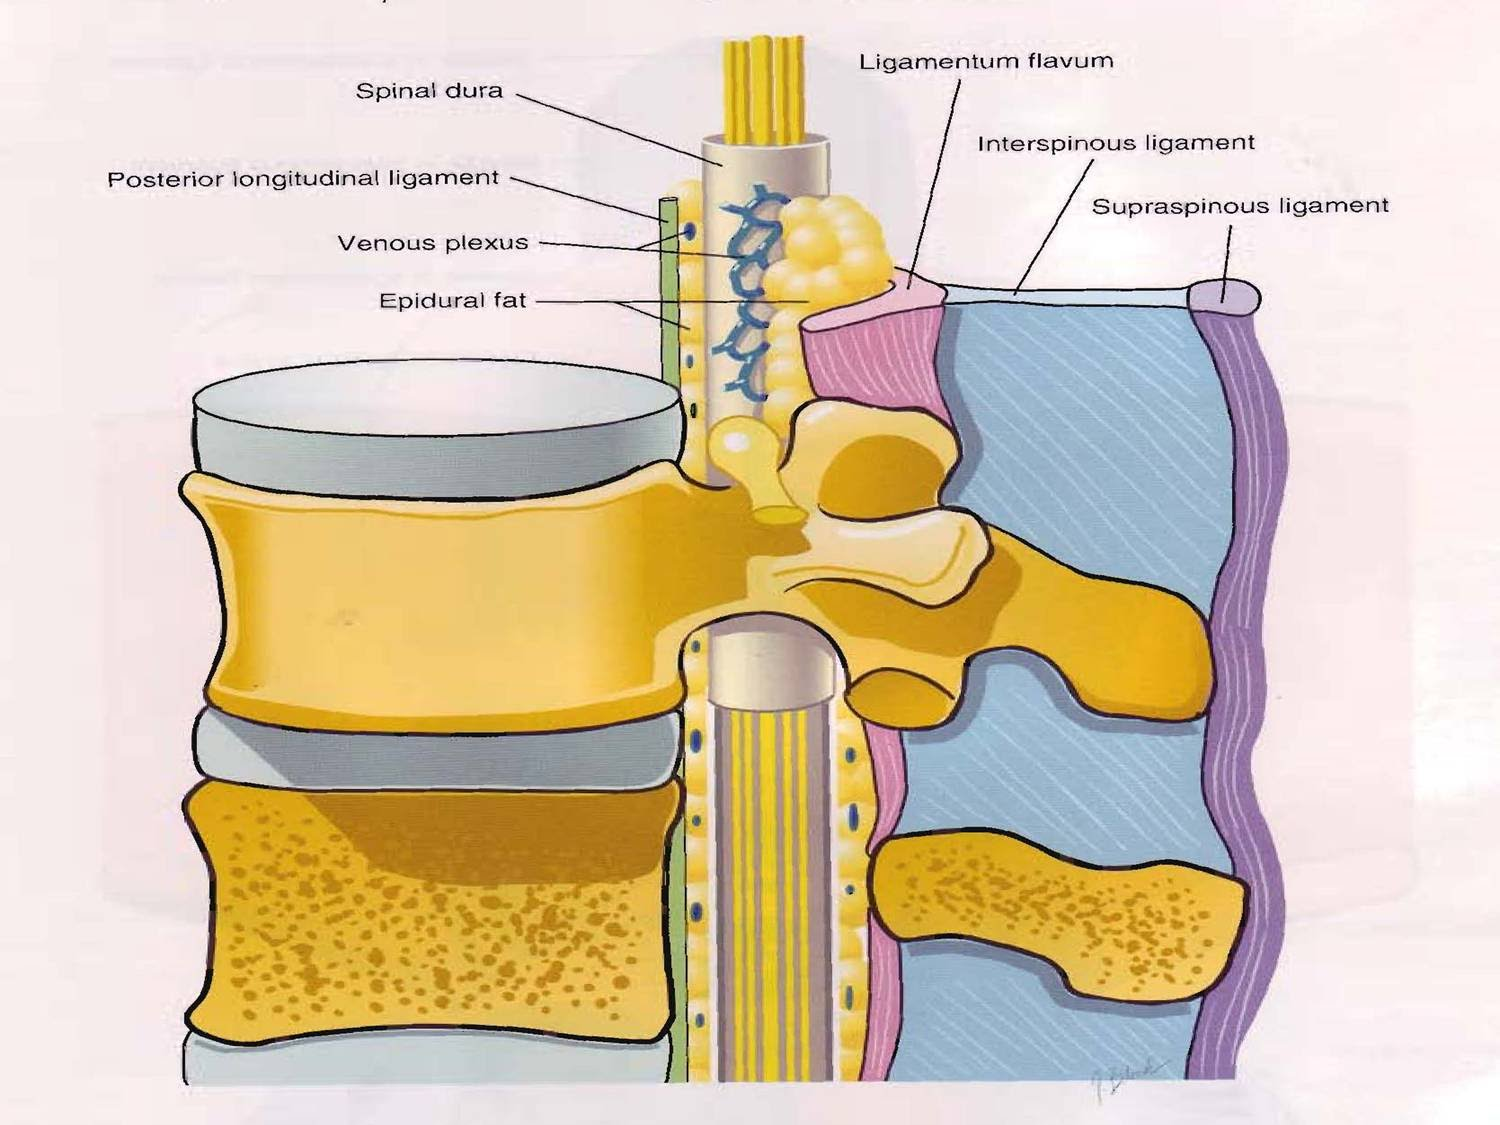 Ligamentum flavum
Spinal dura
Interspinous ligament
Posterior longitudinal ligament
Supraspinous ligament
Venous plexus
Epidural fat